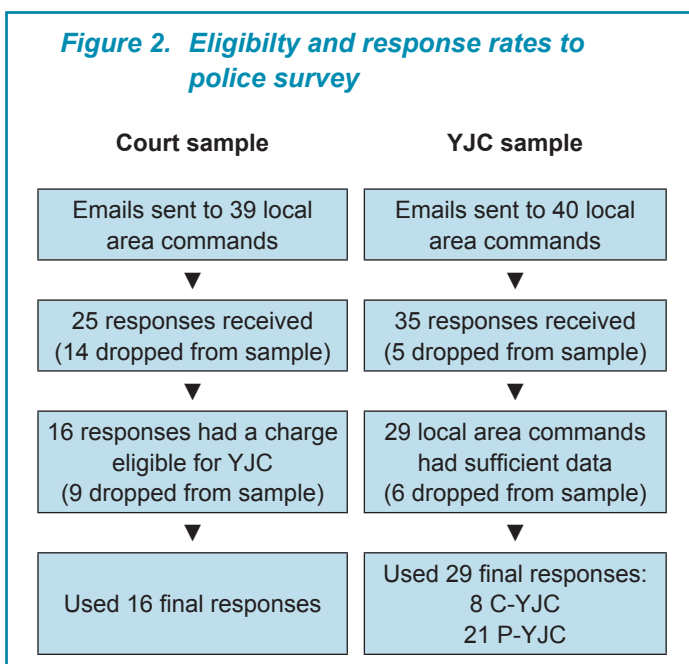 Figure 2. Eligibilty and response rates to
police survey
Court sample
Emails sent to 39 local
area commands
▼
25 responses received
(14 dropped from sample)
▼
16 responses had a charge
eligible for YJC
(9 dropped from sample)
▼
Used 16 final responses
YJC sample
Emails sent to 40 local
area commands
▼
35 responses received
(5 dropped from sample)
▼
29 local area commands
had sufficient data
(6 dropped from sample)
▼
Used 29 final responses:
8 C-YJC
21 P-YJC